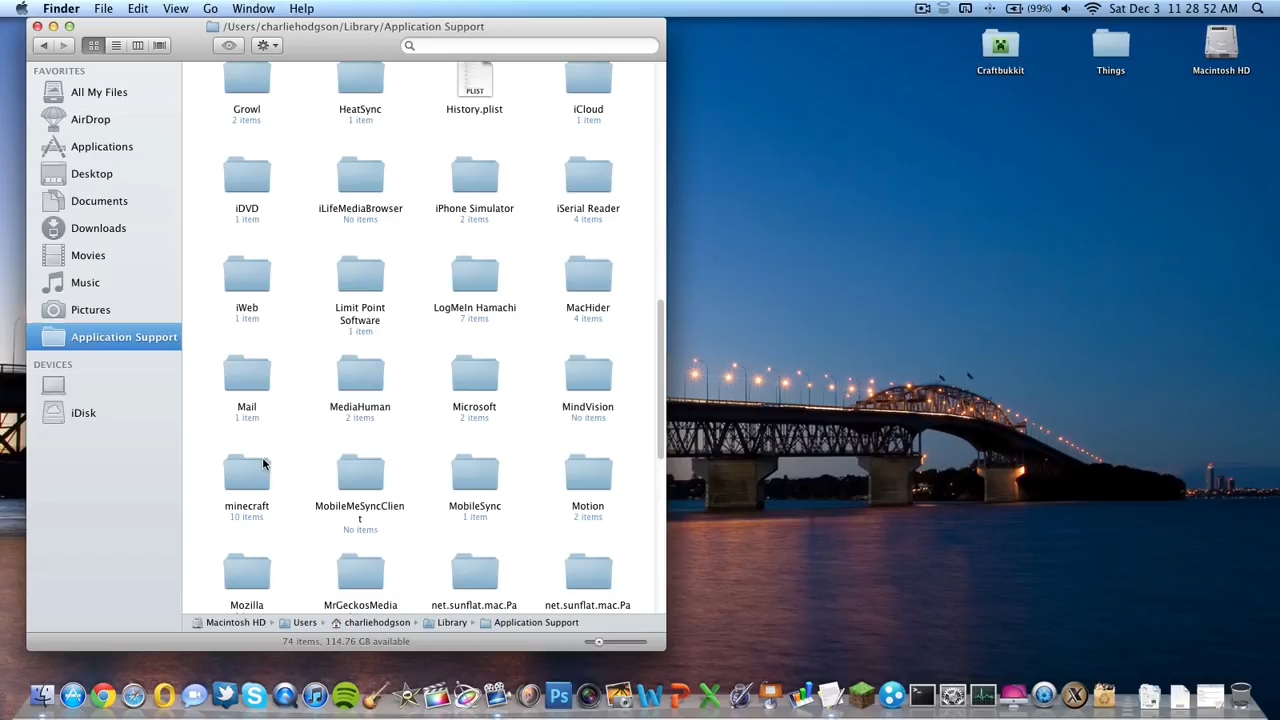 Finder File Edit View Go Window Help (99%) Sat Dec 3 11:28:52 AM
/Users/charliehodgson/Library/Application Support
FAVORITES
All My Files
AirDrop
Applications
Desktop
Documents
Downloads
Movies
Music
Pictures
Application Support
DEVICES
iDisk
PLIST
Growl HeatSync History.plist iCloud
2 items 1 item 1 item
iDVD iLifeMediaBrowser iPhone Simulator iSerial Reader
1 item No items 2 items 4 items
iWeb Limit Point Software LogMeIn Hamachi MacHider
1 item 1 item 7 items 4 items
Mail MediaHuman Microsoft MindVision
1 item 2 items 2 items No items
minecraft MobileMeSyncClient MobileSync Motion
10 items No items 1 item 2 items
Mozilla MrGeckosMedia net.sunflat.mac.Pa net.sunflat.mac.Pa
Macintosh HD Users charliehodgson Library Application Support
74 items, 114.76 GB available
Craftbukkit Things Macintosh HD
Ps